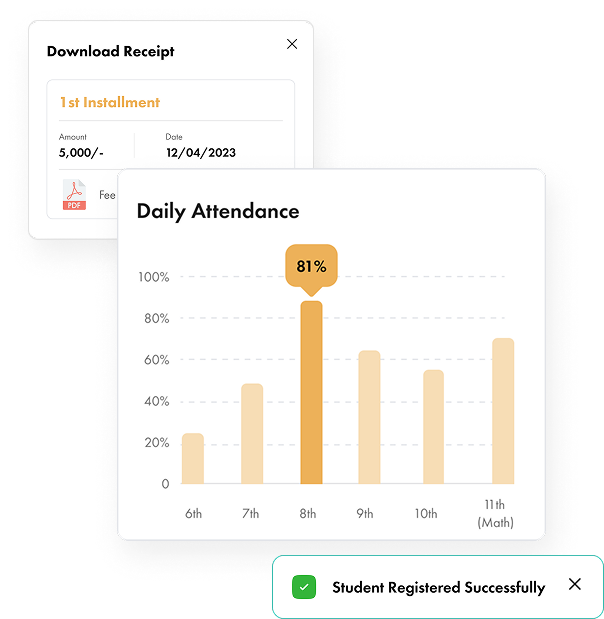 Download Receipt
1st Installment
Amount
Date
5,000/-
12/04/2023
PDF
Fee
Daily Attendance
81%
100%
80%
60%
40%
20%
0
6th
7th
8th
9th
10th
11th
(Math)
Student Registered Successfully